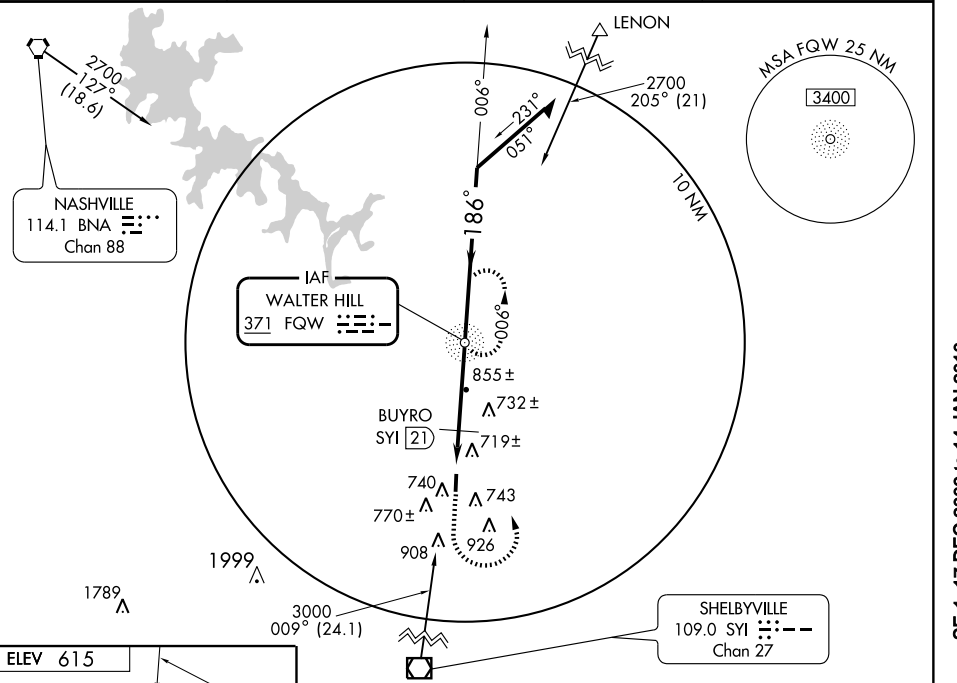 LENON
MSA FQW 25 NM
3400
2700
127°
(18.6)
2700
205° (21)
006°
231°
051°
10 NM
NASHVILLE
114.1 BNA
Chan 88
186°
IAF
WALTER HILL
371 FQW
006°
855 ±
732 ±
BUYRO
SYI 21
719 ±
740
743
770 ±
908
926
1999
1789
3000
009° (24.1)
SHELBYVILLE
109.0 SYI
Chan 27
ELEV 615